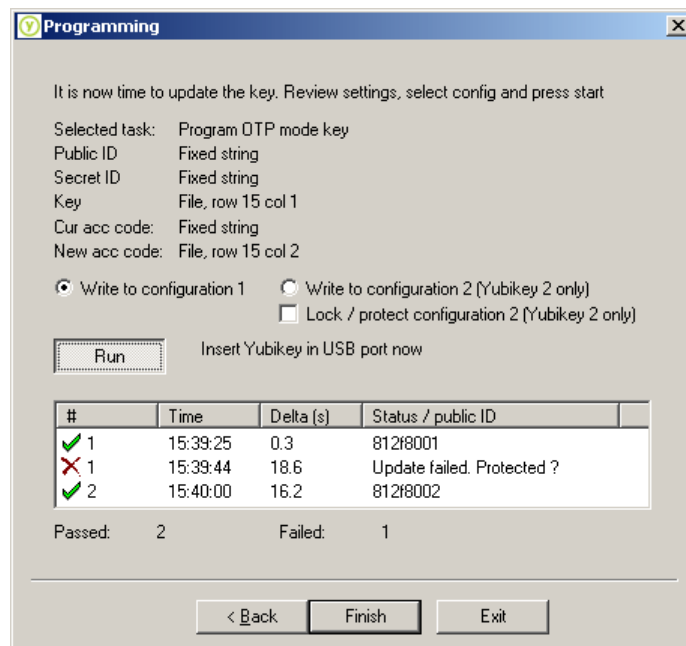 Programming
It is now time to update the key. Review settings, select config and press start
Selected task: Program OTP mode key
Public ID Fixed string
Secret ID Fixed string
Key File, row 15 col 1
Cur acc code: Fixed string
New acc code: File, row 15 col 2
Write to configuration 1 Write to configuration 2 (Yubikey 2 only)
Lock / protect configuration 2 (Yubikey 2 only)
Run Insert Yubikey in USB port now
# Time Delta (s) Status / public ID
1 15:39:25 0.3 812f8001
1 15:39:44 18.6 Update failed. Protected ?
2 15:40:00 16.2 812f8002
Passed: 2 Failed: 1
< Back Finish Exit